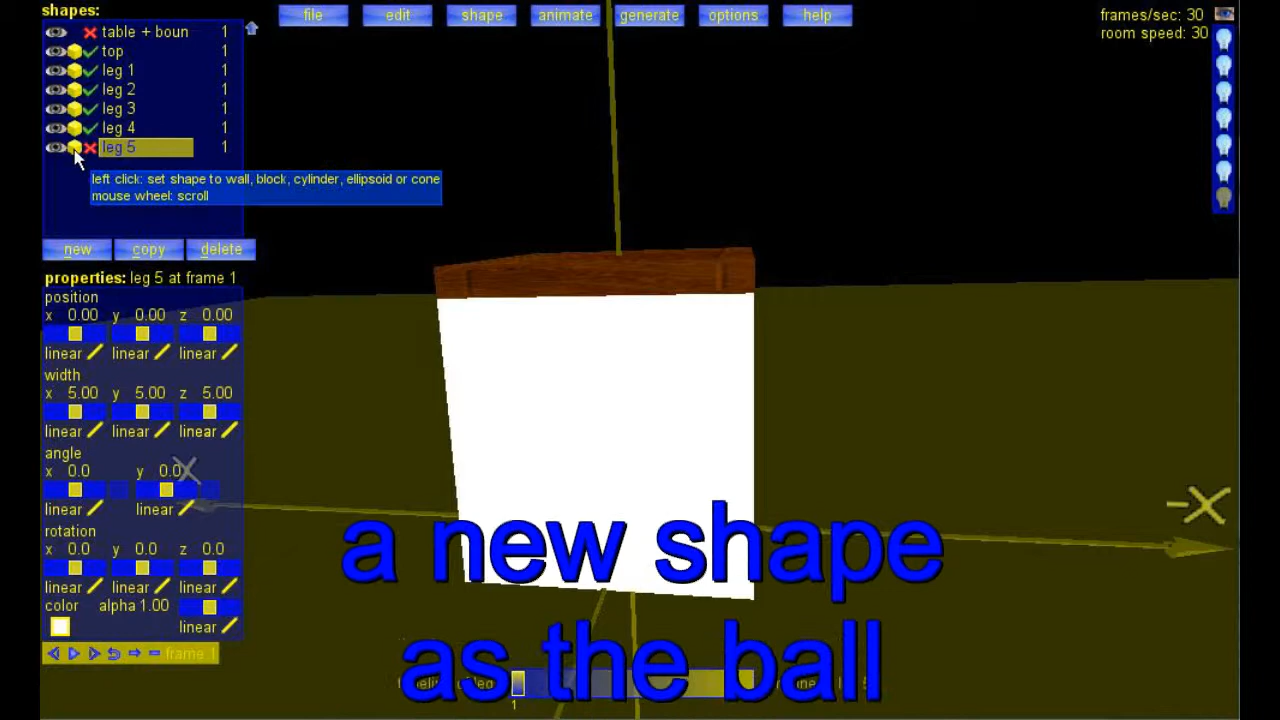 shapes:
table + boun 1
top 1
leg 1 1
leg 2 1
leg 3 1
leg 4 1
leg 5 1
left click: set shape to wall, block, cylinder, ellipsoid or cone
mouse wheel: scroll
new copy delete
properties: leg 5 at frame 1
position
x 0.00 y 0.00 z 0.00
linear linear linear
width
x 5.00 y 5.00 z 5.00
linear linear linear
angle
x 0.0 y 0.0
linear linear
rotation
x 0.0 y 0.0 z 0.0
linear linear linear
color alpha 1.00
linear
frame 1
file edit shape animate generate options help
frames/sec: 30
room speed: 30
X
-X
a new shape
as the ball
1